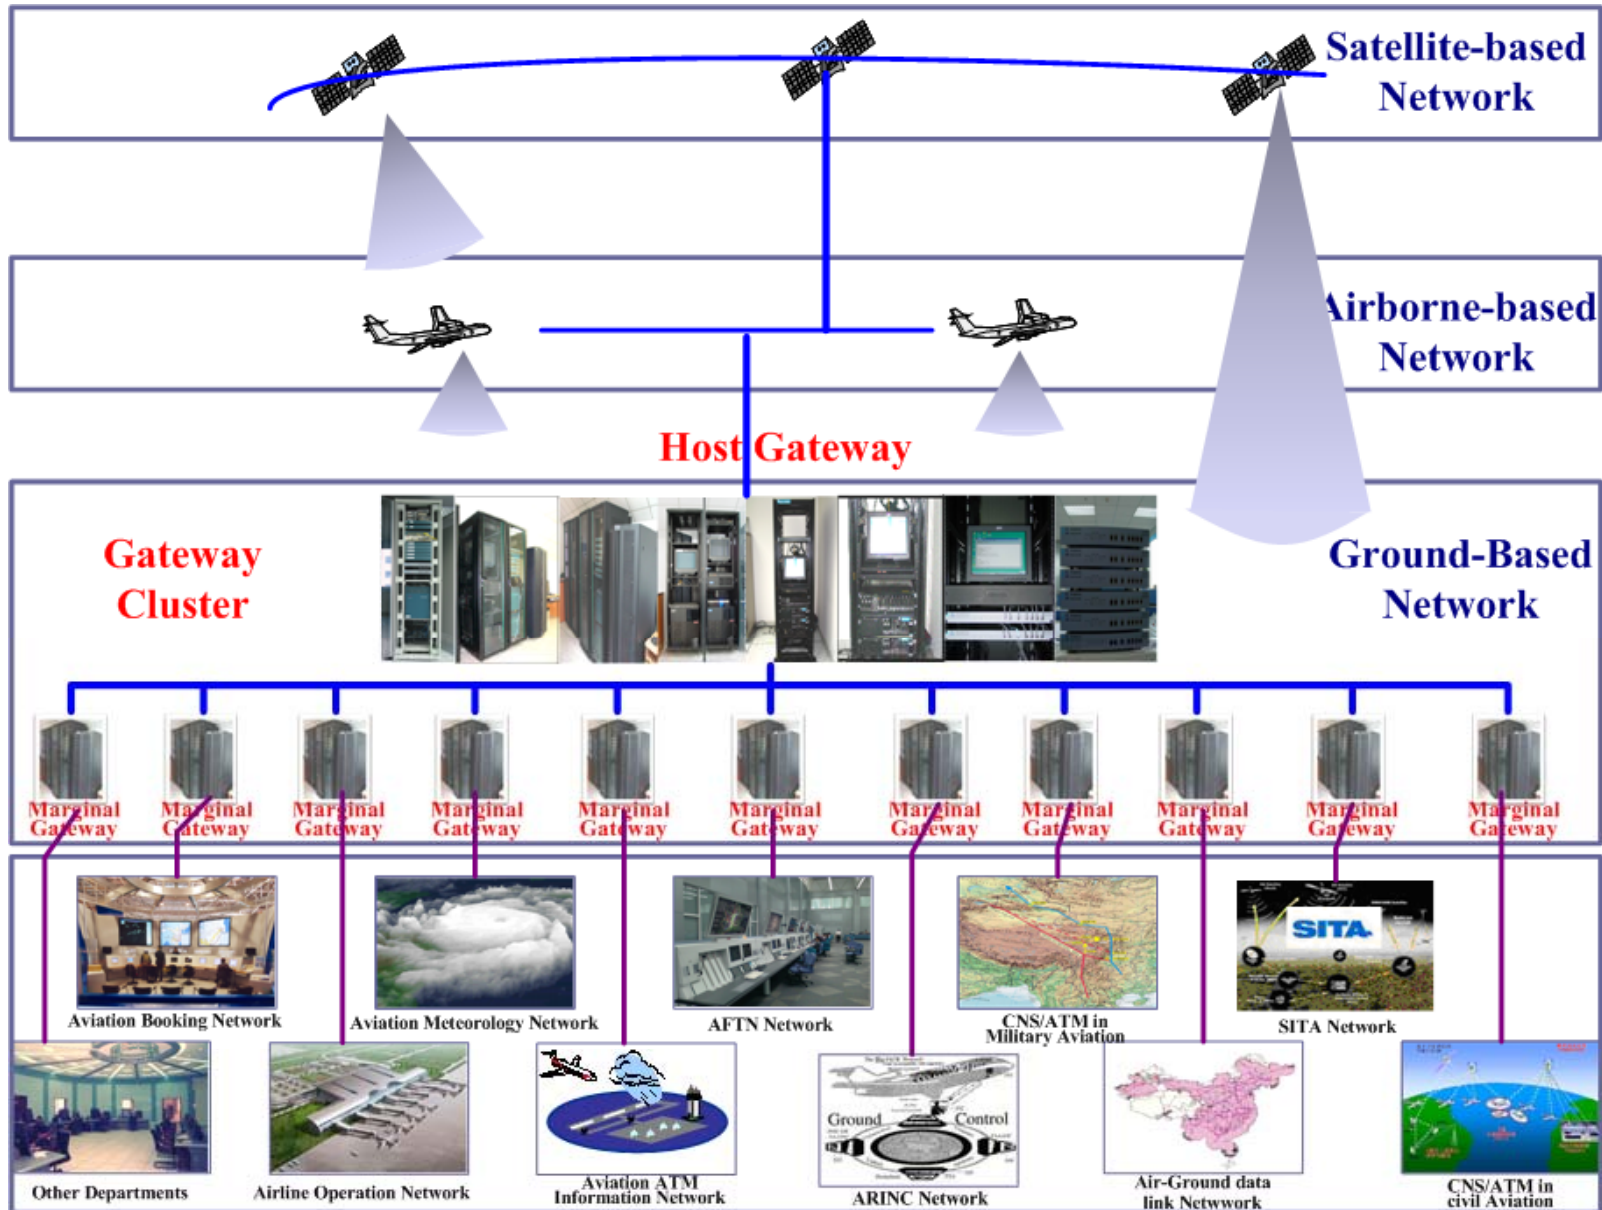 Satellite-based
Network
Airborne-based
Network
Host Gateway
Gateway
Cluster
Ground-Based
Network
Marginal
Gateway
Marginal
Gateway
Marginal
Gateway
Marginal
Gateway
Marginal
Gateway
Marginal
Gateway
Marginal
Gateway
Marginal
Gateway
Marginal
Gateway
Marginal
Gateway
Marginal
Gateway
SITA
Aviation Booking Network
Aviation Meteorology Network
AFTN Network
CNS/ATM in
Military Aviation
SITA Network
Ground Control
Other Departments
Airline Operation Network
Aviation ATM
Information Network
ARINC Network
Air-Ground data
link Netwwork
CNS/ATM in
civil Aviation